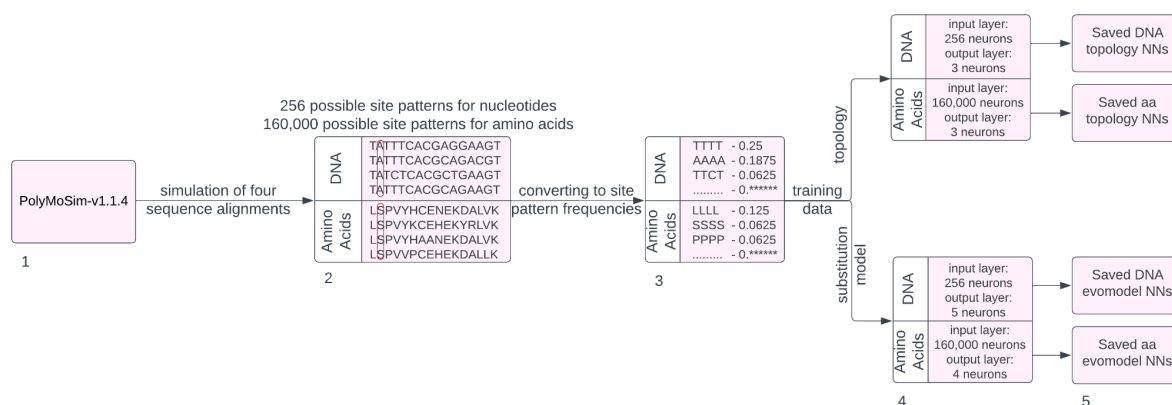 PolyMoSim-v1.1.4
1
simulation of four
sequence alignments
256 possible site patterns for nucleotides
160,000 possible site patterns for amino acids
DNA
TATTTCACGAGGAAGT
TATTTCACGCAGACGT
TATCTCACGCTGAAGT
TATTTCACGCAGAAGT
Amino
Acids
LSPVYHCENEKDALVK
LSPVYKCEHEKYRLVK
LSPVYHAANEKDALVK
LSPVVPCEHEKDALLK
2
converting to site
pattern frequencies
DNA
TTTT - 0.25
AAAA - 0.1875
TTCT - 0.0625
......... - 0.******
Amino
Acids
LLLL - 0.125
SSSS - 0.0625
PPPP - 0.0625
......... - 0.******
3
training
data
topology
substitution
model
DNA
input layer:
256 neurons
output layer:
3 neurons
Amino
Acids
input layer:
160,000 neurons
output layer:
3 neurons
Saved DNA
topology NNs
Saved aa
topology NNs
DNA
input layer:
256 neurons
output layer:
5 neurons
Amino
Acids
input layer:
160,000 neurons
output layer:
4 neurons
4
Saved DNA
evomodel NNs
Saved aa
evomodel NNs
5